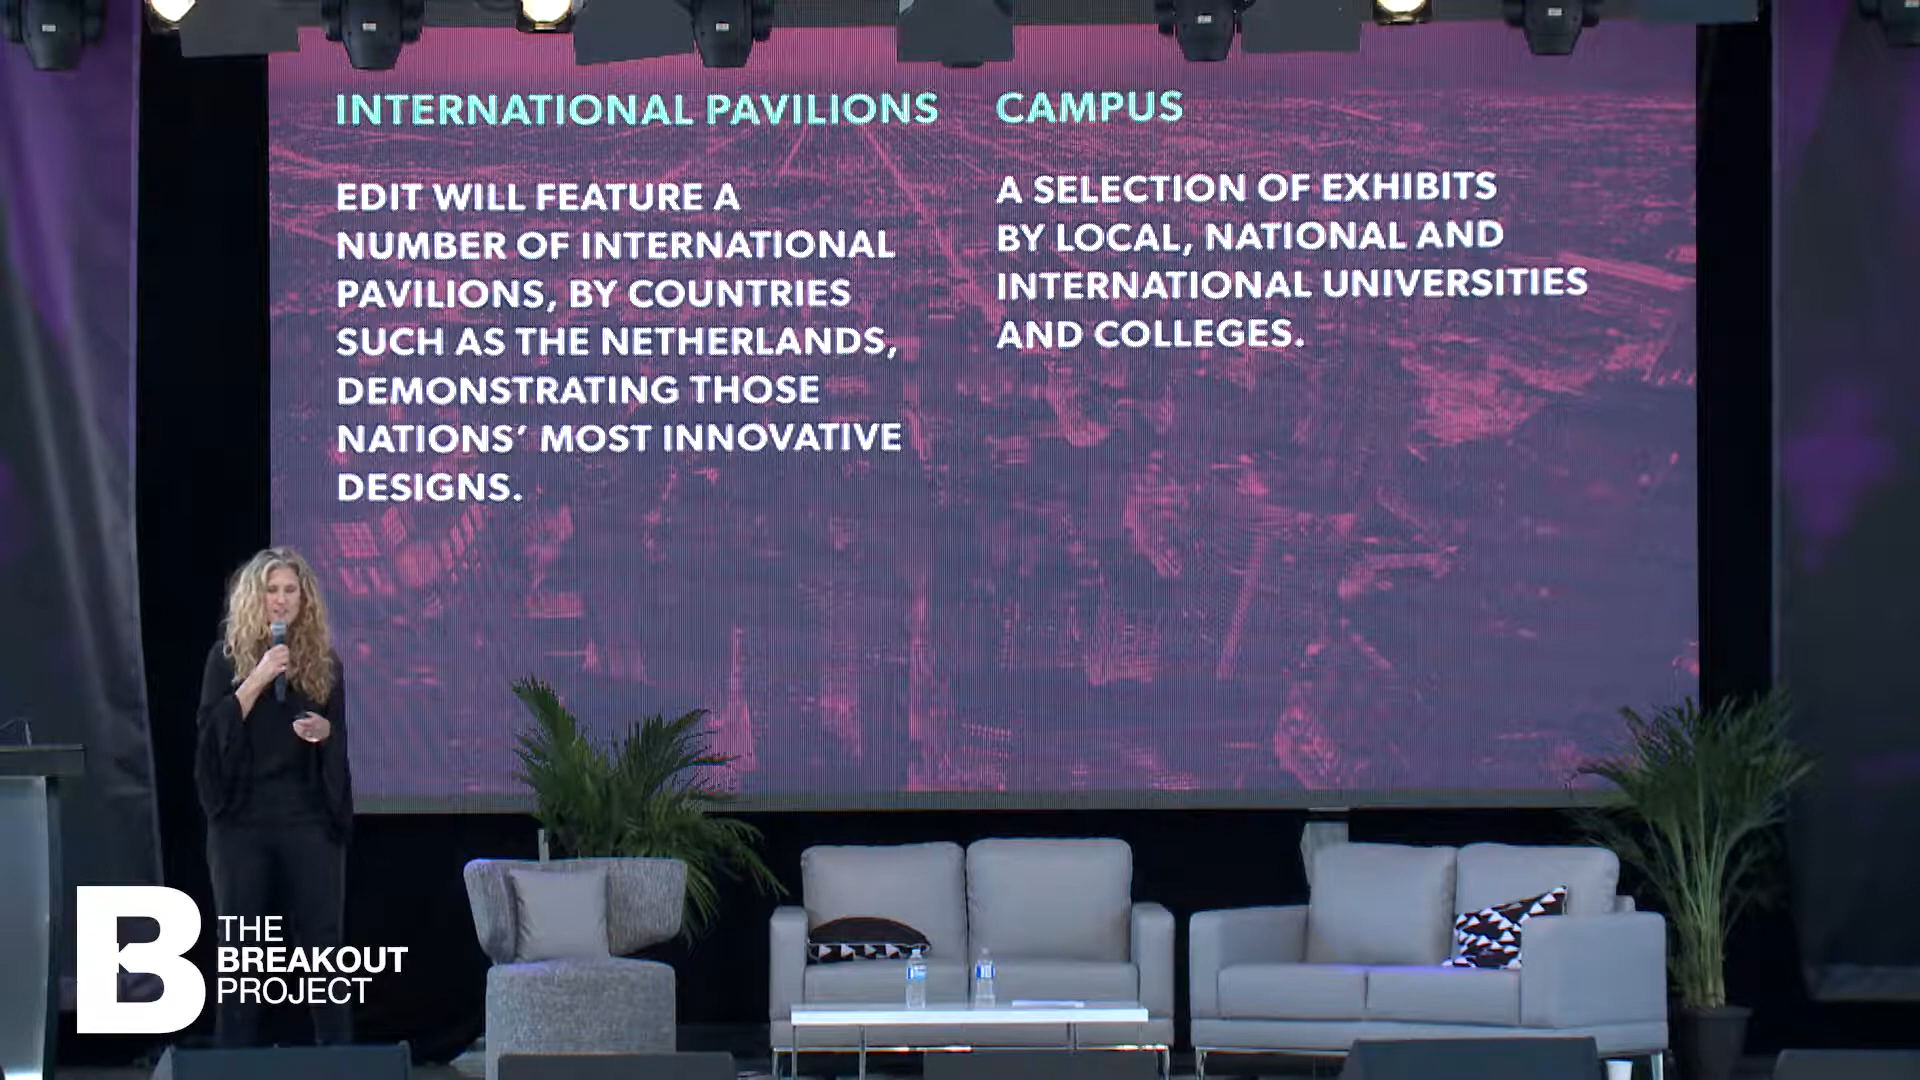 INTERNATIONAL PAVILIONS
EDIT WILL FEATURE A
NUMBER OF INTERNATIONAL
PAVILIONS, BY COUNTRIES
SUCH AS THE NETHERLANDS,
DEMONSTRATING THOSE
NATIONS’ MOST INNOVATIVE
DESIGNS.
CAMPUS
A SELECTION OF EXHIBITS
BY LOCAL, NATIONAL AND
INTERNATIONAL UNIVERSITIES
AND COLLEGES.
B
THE
BREAKOUT
PROJECT